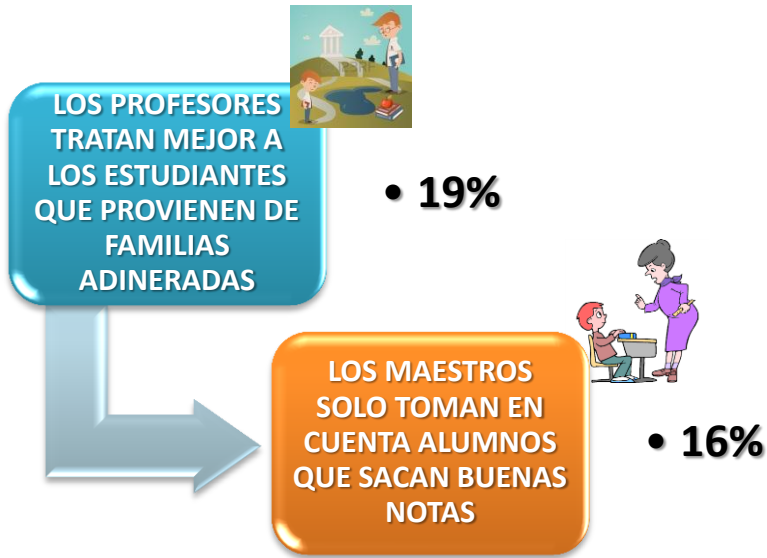 LOS PROFESORES
TRATAN MEJOR A
LOS ESTUDIANTES
QUE PROVIENEN DE
FAMILIAS
ADINERADAS
• 19%
LOS MAESTROS
SOLO TOMAN EN
CUENTA ALUMNOS
QUE SACAN BUENAS
NOTAS
• 16%